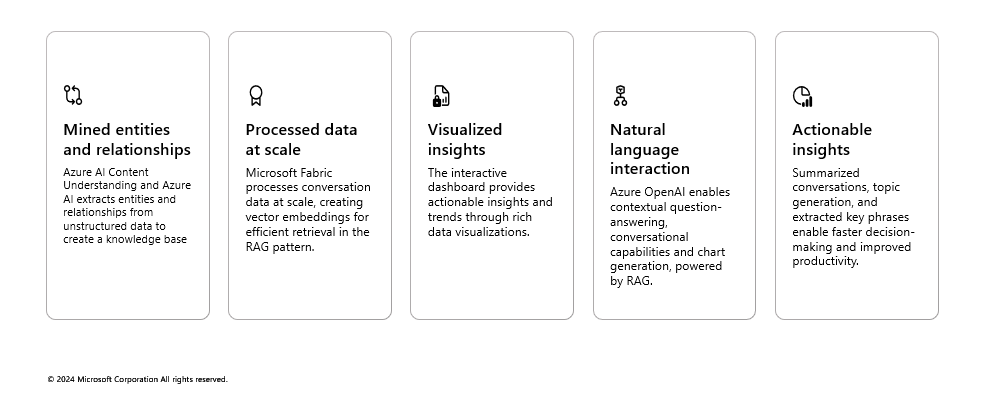 Mined entities
and relationships
Azure AI Content
Understanding and Azure
AI extracts entities and
relationships from
unstructured data to
create a knowledge base
Processed data
at scale
Microsoft Fabric
processes conversation
data at scale, creating
vector embeddings for
efficient retrieval in the
RAG pattern.
Visualized
insights
The interactive
dashboard provides
actionable insights and
trends through rich
data visualizations.
Natural
language
interaction
Azure OpenAI enables
contextual question-
answering,
conversational
capabilities and chart
generation, powered
by RAG.
Actionable
insights
Summarized
conversations, topic
generation, and
extracted key phrases
enable faster decision-
making and improved
productivity.
© 2024 Microsoft Corporation All rights reserved.